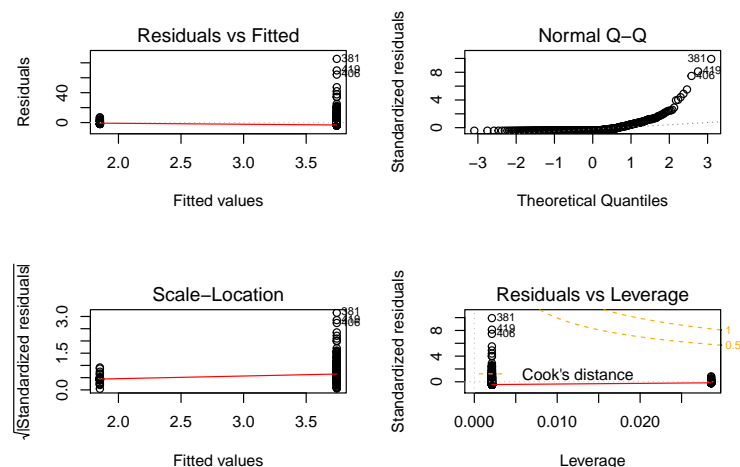 Residuals vs Fitted
Residuals
0 40
2.0 2.5 3.0 3.5
Fitted values
381
419
406
Normal Q−Q
Standardized residuals
0 4 8
−3 −2 −1 0 1 2 3
Theoretical Quantiles
381
419
406
Scale−Location
√|Standardized residuals|
0.0 1.5 3.0
2.0 2.5 3.0 3.5
Fitted values
381
419
406
Residuals vs Leverage
Standardized residuals
0 4 8
0.000 0.010 0.020
Leverage
381
419
406
Cook's distance
1
0.5